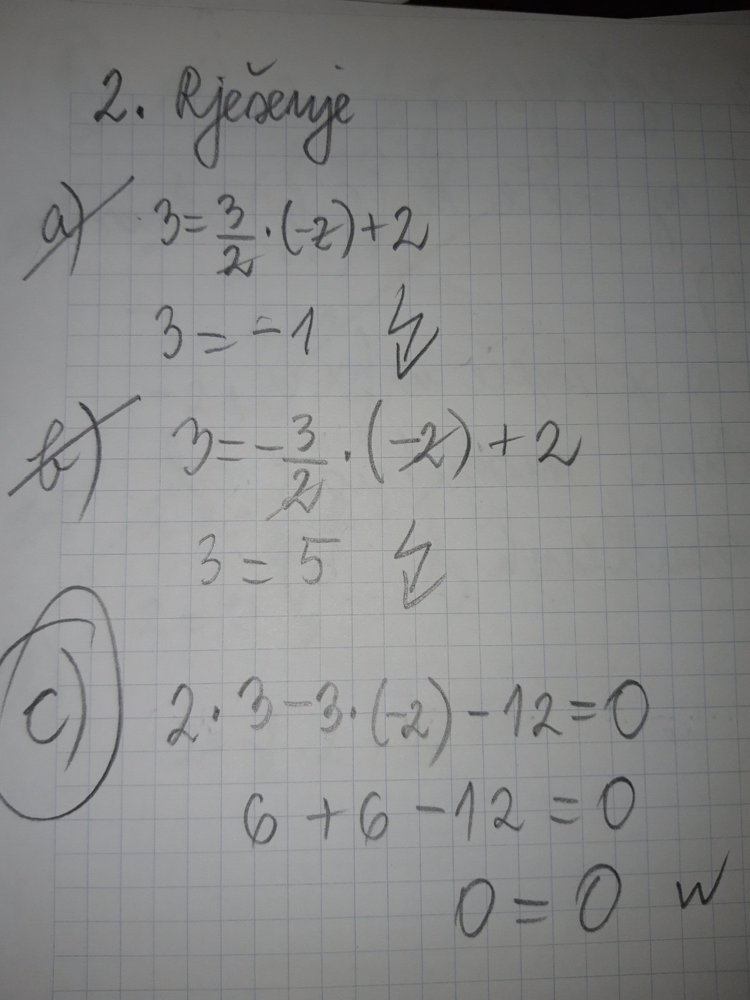 2. Rješenje
a) 3 = 3/2 · (-2) + 2
3 = -1
b) 3 = -3/2 · (-2) + 2
3 = 5
c) 2 · 3 - 3 · (-2) - 12 = 0
6 + 6 - 12 = 0
0 = 0 w